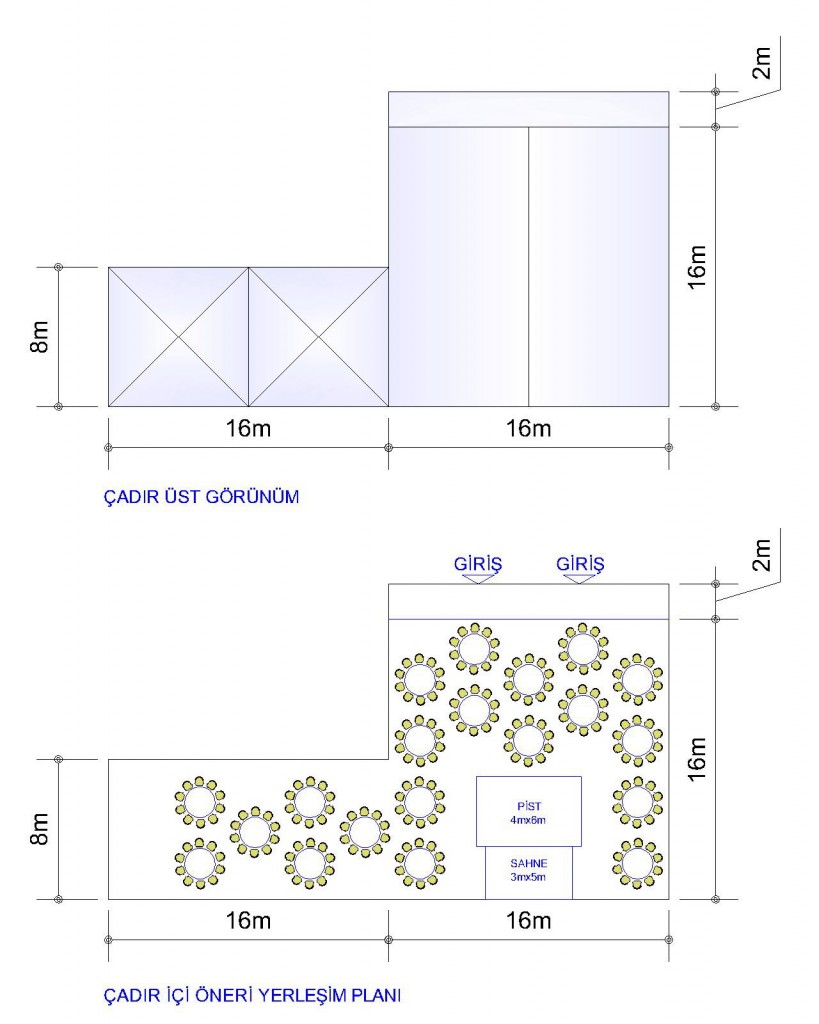 2m
16m
8m
16m
16m
ÇADIR ÜST GÖRÜNÜM
GİRİŞ
GİRİŞ
2m
16m
8m
PİST
4mx6m
SAHNE
3mx5m
16m
16m
ÇADIR İÇİ ÖNERİ YERLEŞİM PLANI